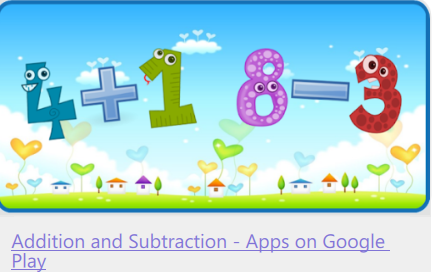 4+1 8-3
Addition and Subtraction - Apps on Google
Play